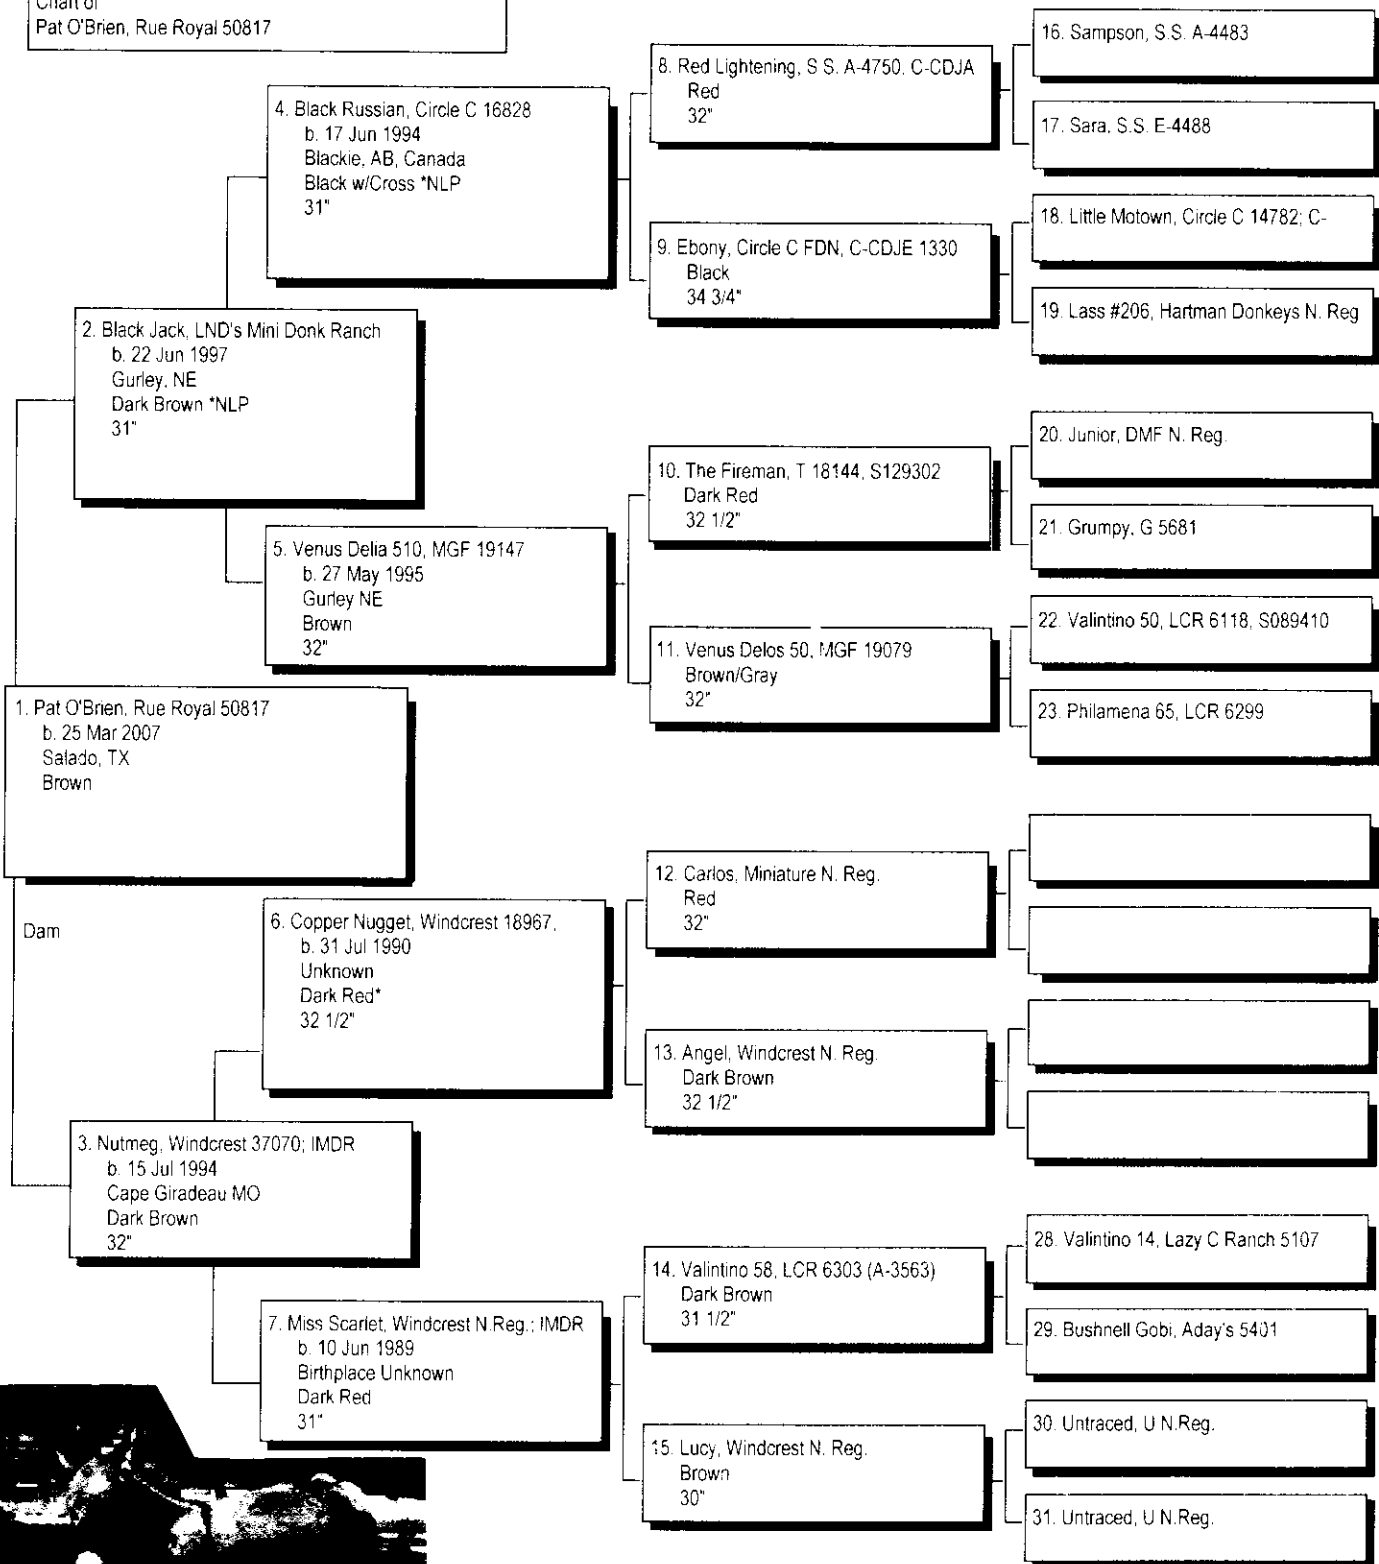 Chart of
Pat O'Brien, Rue Royal 50817
1. Pat O'Brien, Rue Royal 50817
b. 25 Mar 2007
Salado, TX
Brown
Dam
2. Black Jack, LND's Mini Donk Ranch
b. 22 Jun 1997
Gurley, NE
Dark Brown *NLP
31"
3. Nutmeg, Windcrest 37070; IMDR
b. 15 Jul 1994
Cape Giradeau MO
Dark Brown
32"
4. Black Russian, Circle C 16828
b. 17 Jun 1994
Blackie, AB, Canada
Black w/Cross *NLP
31"
5. Venus Delia 510, MGF 19147
b. 27 May 1995
Gurley NE
Brown
32"
6. Copper Nugget, Windcrest 18967,
b. 31 Jul 1990
Unknown
Dark Red*
32 1/2"
7. Miss Scarlet, Windcrest N.Reg.; IMDR
b. 10 Jun 1989
Birthplace Unknown
Dark Red
31"
8. Red Lightening, S.S. A-4750, C-CDJA
Red
32"
9. Ebony, Circle C FDN, C-CDJE 1330
Black
34 3/4"
10. The Fireman, T 18144, S129302
Dark Red
32 1/2"
11. Venus Delos 50, MGF 19079
Brown/Gray
32"
12. Carlos, Miniature N. Reg.
Red
32"
13. Angel, Windcrest N. Reg.
Dark Brown
32 1/2"
14. Valintino 58, LCR 6303 (A-3563)
Dark Brown
31 1/2"
15. Lucy, Windcrest N. Reg.
Brown
30"
16. Sampson, S.S. A-4483
17. Sara, S.S. E-4488
18. Little Motown, Circle C 14782; C-
19. Lass #206, Hartman Donkeys N. Reg
20. Junior, DMF N. Reg.
21. Grumpy, G 5681
22. Valintino 50, LCR 6118, S089410
23. Philamena 65, LCR 6299
28. Valintino 14, Lazy C Ranch 5107
29. Bushnell Gobi, Aday's 5401
30. Untraced, U N.Reg.
31. Untraced, U N.Reg.